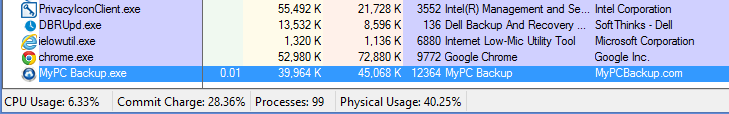 PrivacyIconClient.exe 55,492 K 21,728 K 3552 Intel(R) Management and Se... Intel Corporation
DBRUpd.exe 13,532 K 8,596 K 136 Dell Backup And Recovery ... SoftThinks - Dell
ielowutil.exe 1,320 K 1,136 K 6880 Internet Low-Mic Utility Tool Microsoft Corporation
chrome.exe 52,980 K 72,880 K 9772 Google Chrome Google Inc.
MyPC Backup.exe 0.01 39,964 K 45,068 K 12364 MyPC Backup MyPCBackup.com
CPU Usage: 6.33% Commit Charge: 28.36% Processes: 99 Physical Usage: 40.25%